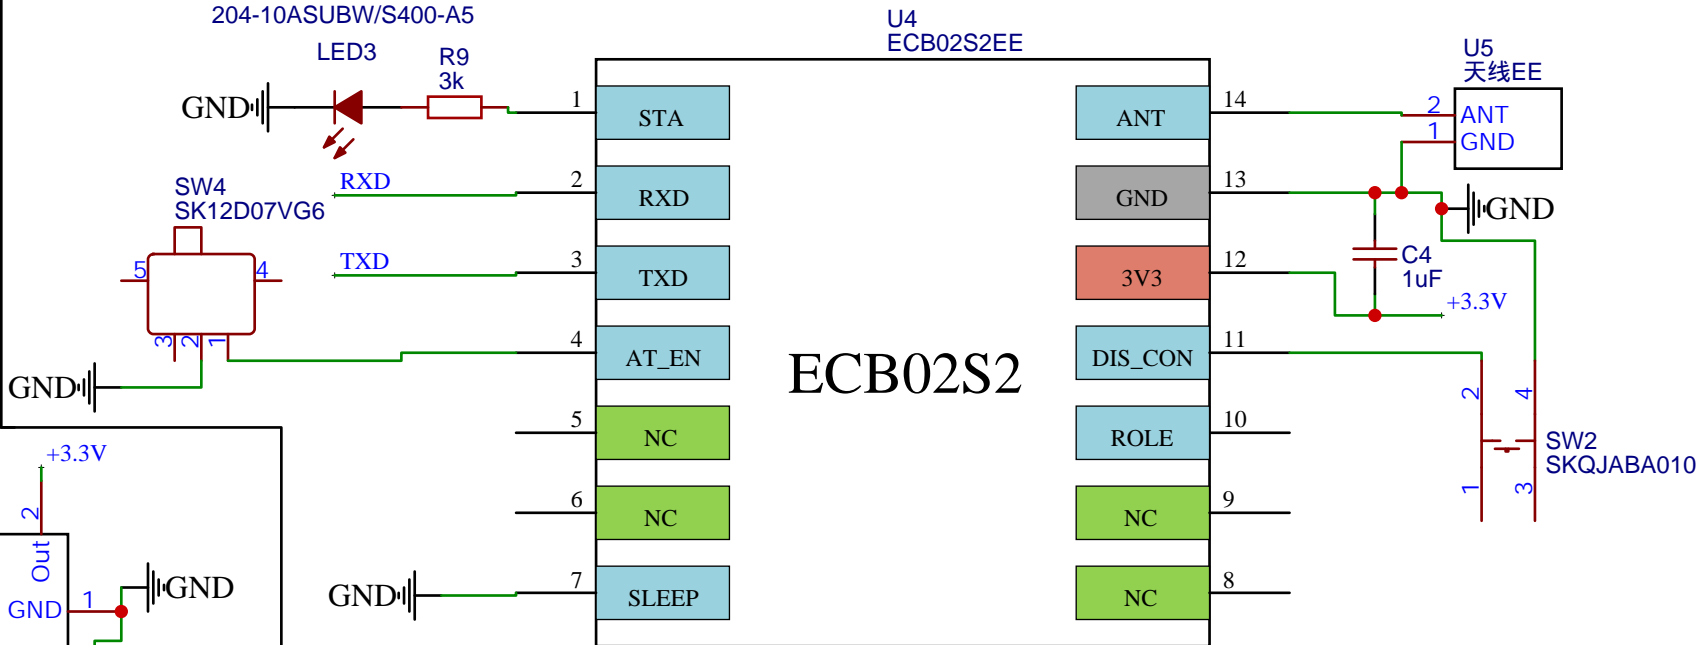 204-10ASUBW/S400-A5
LED3
R9
3k
GND
SW4
SK12D07VG6
5
4
3
2
1
GND
RXD
TXD
U4
ECB02S2EE
1
STA
2
RXD
3
TXD
4
AT_EN
5
NC
6
NC
7
SLEEP
GND
ECB02S2
14
ANT
13
GND
12
3V3
11
DIS_CON
10
ROLE
9
NC
8
NC
U5
天线EE
2
ANT
1
GND
GND
C4
1uF
+3.3V
2
4
1
3
SW2
SKQJABA010
+3.3V
2
Out
GND
1
GND